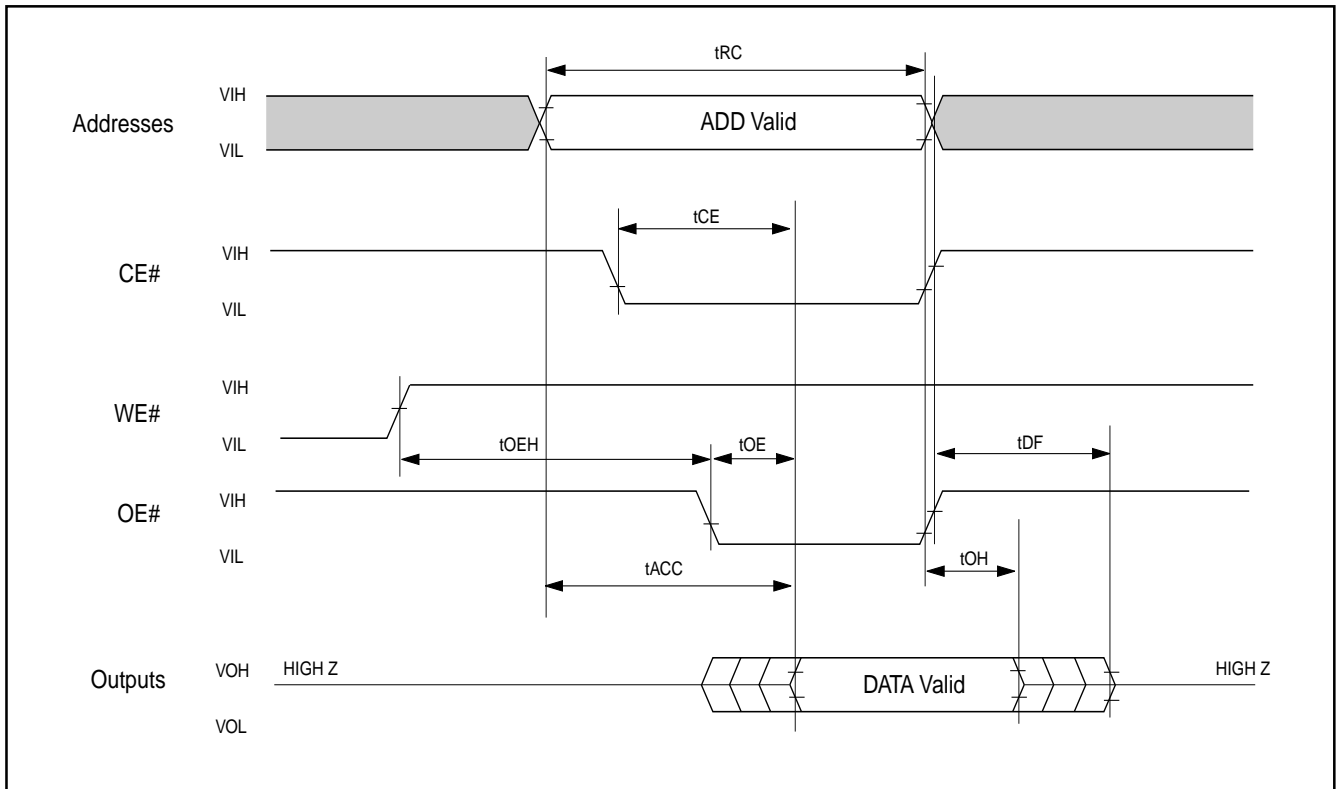 tRC
VIH
Addresses
ADD Valid
VIL
tCE
VIH
CE#
VIL
VIH
WE#
VIL
tOEH
tOE
tDF
VIH
OE#
VIL
tACC
tOH
VOH
HIGH Z
HIGH Z
Outputs
DATA Valid
VOL